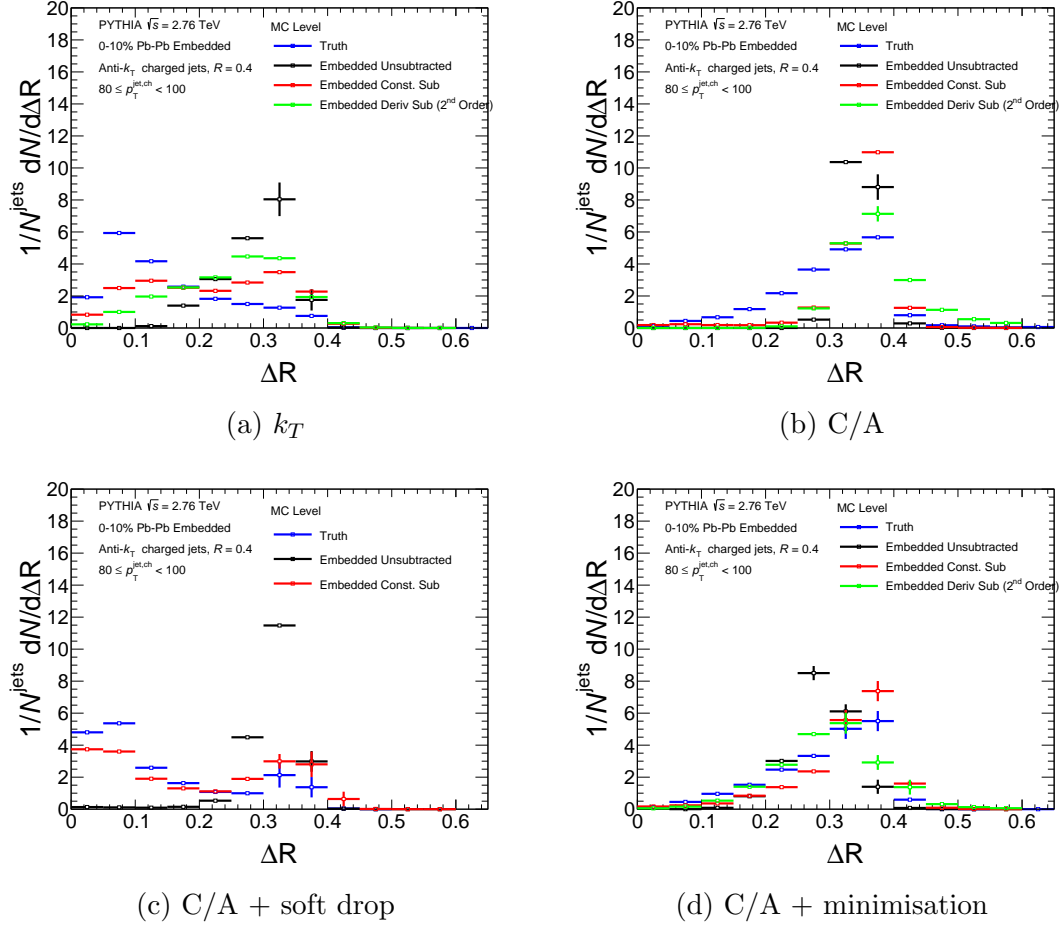 PYTHIA √s = 2.76 TeV
0-10% Pb-Pb Embedded
Anti-k_T charged jets, R = 0.4
80 ≤ p_T^jet,ch < 100
MC Level
Truth
Embedded Unsubtracted
Embedded Const. Sub
Embedded Deriv Sub (2^nd Order)
1/N^jets dN/dΔR
20
18
16
14
12
10
8
6
4
2
0
0 0.1 0.2 0.3 0.4 0.5 0.6
ΔR
(a) k_T
PYTHIA √s = 2.76 TeV
0-10% Pb-Pb Embedded
Anti-k_T charged jets, R = 0.4
80 ≤ p_T^jet,ch < 100
MC Level
Truth
Embedded Unsubtracted
Embedded Const. Sub
Embedded Deriv Sub (2^nd Order)
1/N^jets dN/dΔR
20
18
16
14
12
10
8
6
4
2
0
0 0.1 0.2 0.3 0.4 0.5 0.6
ΔR
(b) C/A
PYTHIA √s = 2.76 TeV
0-10% Pb-Pb Embedded
Anti-k_T charged jets, R = 0.4
80 ≤ p_T^jet,ch < 100
MC Level
Truth
Embedded Unsubtracted
Embedded Const. Sub
1/N^jets dN/dΔR
20
18
16
14
12
10
8
6
4
2
0
0 0.1 0.2 0.3 0.4 0.5 0.6
ΔR
(c) C/A + soft drop
PYTHIA √s = 2.76 TeV
0-10% Pb-Pb Embedded
Anti-k_T charged jets, R = 0.4
80 ≤ p_T^jet,ch < 100
MC Level
Truth
Embedded Unsubtracted
Embedded Const. Sub
Embedded Deriv Sub (2^nd Order)
1/N^jets dN/dΔR
20
18
16
14
12
10
8
6
4
2
0
0 0.1 0.2 0.3 0.4 0.5 0.6
ΔR
(d) C/A + minimisation